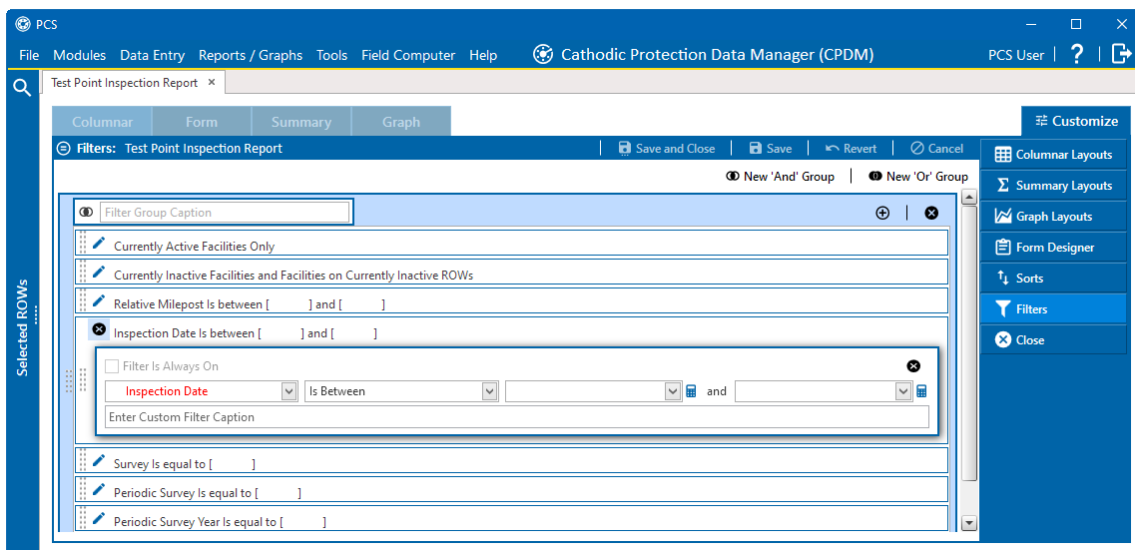 PCS
File Modules Data Entry Reports / Graphs Tools Field Computer Help Cathodic Protection Data Manager (CPDM) PCS User ?
Test Point Inspection Report ×
Columnar Form Summary Graph Customize
Filters: Test Point Inspection Report Save and Close Save Revert Cancel
New 'And' Group New 'Or' Group
Filter Group Caption
Currently Active Facilities Only
Currently Inactive Facilities and Facilities on Currently Inactive ROWs
Relative Milepost Is between [ ] and [ ]
Inspection Date Is between [ ] and [ ]
Filter Is Always On
Inspection Date Is Between and
Enter Custom Filter Caption
Survey Is equal to [ ]
Periodic Survey Is equal to [ ]
Periodic Survey Year Is equal to [ ]
Columnar Layouts
Σ Summary Layouts
Graph Layouts
Form Designer
Sorts
Filters
Close
Selected ROWs